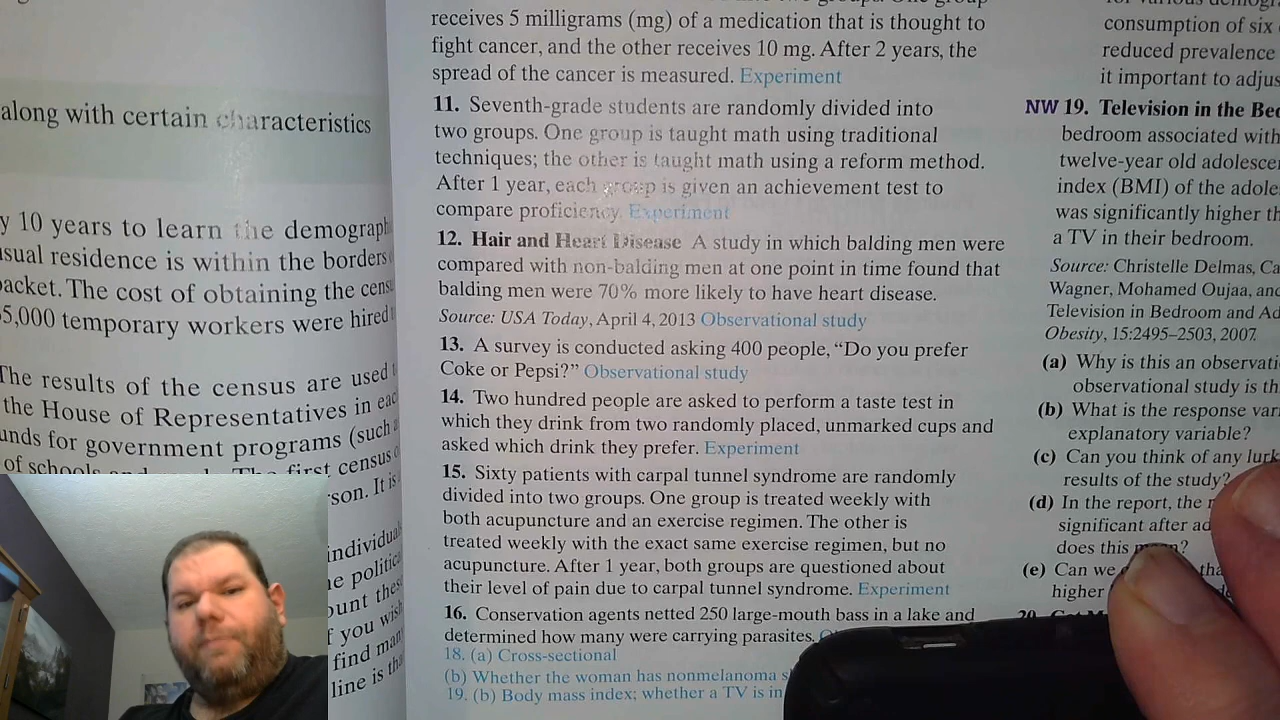 along with certain characteristics
y 10 years to learn the demograph
usual residence is within the borders
packet. The cost of obtaining the cens
5,000 temporary workers were hired
The results of the census are used
the House of Representatives in eac
unds for government programs (such a
of schools and The first census
son. It is
individual
he politic
ount thes
f you wish
find man
line is tha
receives 5 milligrams (mg) of a medication that is thought to
fight cancer, and the other receives 10 mg. After 2 years, the
spread of the cancer is measured. Experiment
11. Seventh-grade students are randomly divided into
two groups. One group is taught math using traditional
techniques; the other is taught math using a reform method.
After 1 year, each group is given an achievement test to
compare proficiency. Experiment
12. Hair and Heart Disease A study in which balding men were
compared with non-balding men at one point in time found that
balding men were 70% more likely to have heart disease.
Source: USA Today, April 4, 2013 Observational study
13. A survey is conducted asking 400 people, “Do you prefer
Coke or Pepsi?” Observational study
14. Two hundred people are asked to perform a taste test in
which they drink from two randomly placed, unmarked cups and
asked which drink they prefer. Experiment
15. Sixty patients with carpal tunnel syndrome are randomly
divided into two groups. One group is treated weekly with
both acupuncture and an exercise regimen. The other is
treated weekly with the exact same exercise regimen, but no
acupuncture. After 1 year, both groups are questioned about
their level of pain due to carpal tunnel syndrome. Experiment
16. Conservation agents netted 250 large-mouth bass in a lake and
determined how many were carrying parasites.
18. (a) Cross-sectional
(b) Whether the woman has nonmelanoma s
19. (b) Body mass index; whether a TV is in
consumption of six
reduced prevalence
it important to adjus
NW 19. Television in the Bed
bedroom associated with
twelve-year old adolescen
index (BMI) of the adole
was significantly higher th
a TV in their bedroom.
Source: Christelle Delmas, Ca
Wagner, Mohamed Oujaa, and
Television in Bedroom and Ad
Obesity, 15:2495–2503, 2007.
(a) Why is this an observati
observational study is th
(b) What is the response var
explanatory variable?
(c) Can you think of any lurk
results of the study?
(d) In the report, the r
significant after ad
does this mean?
(e) Can we tha
higher
20.